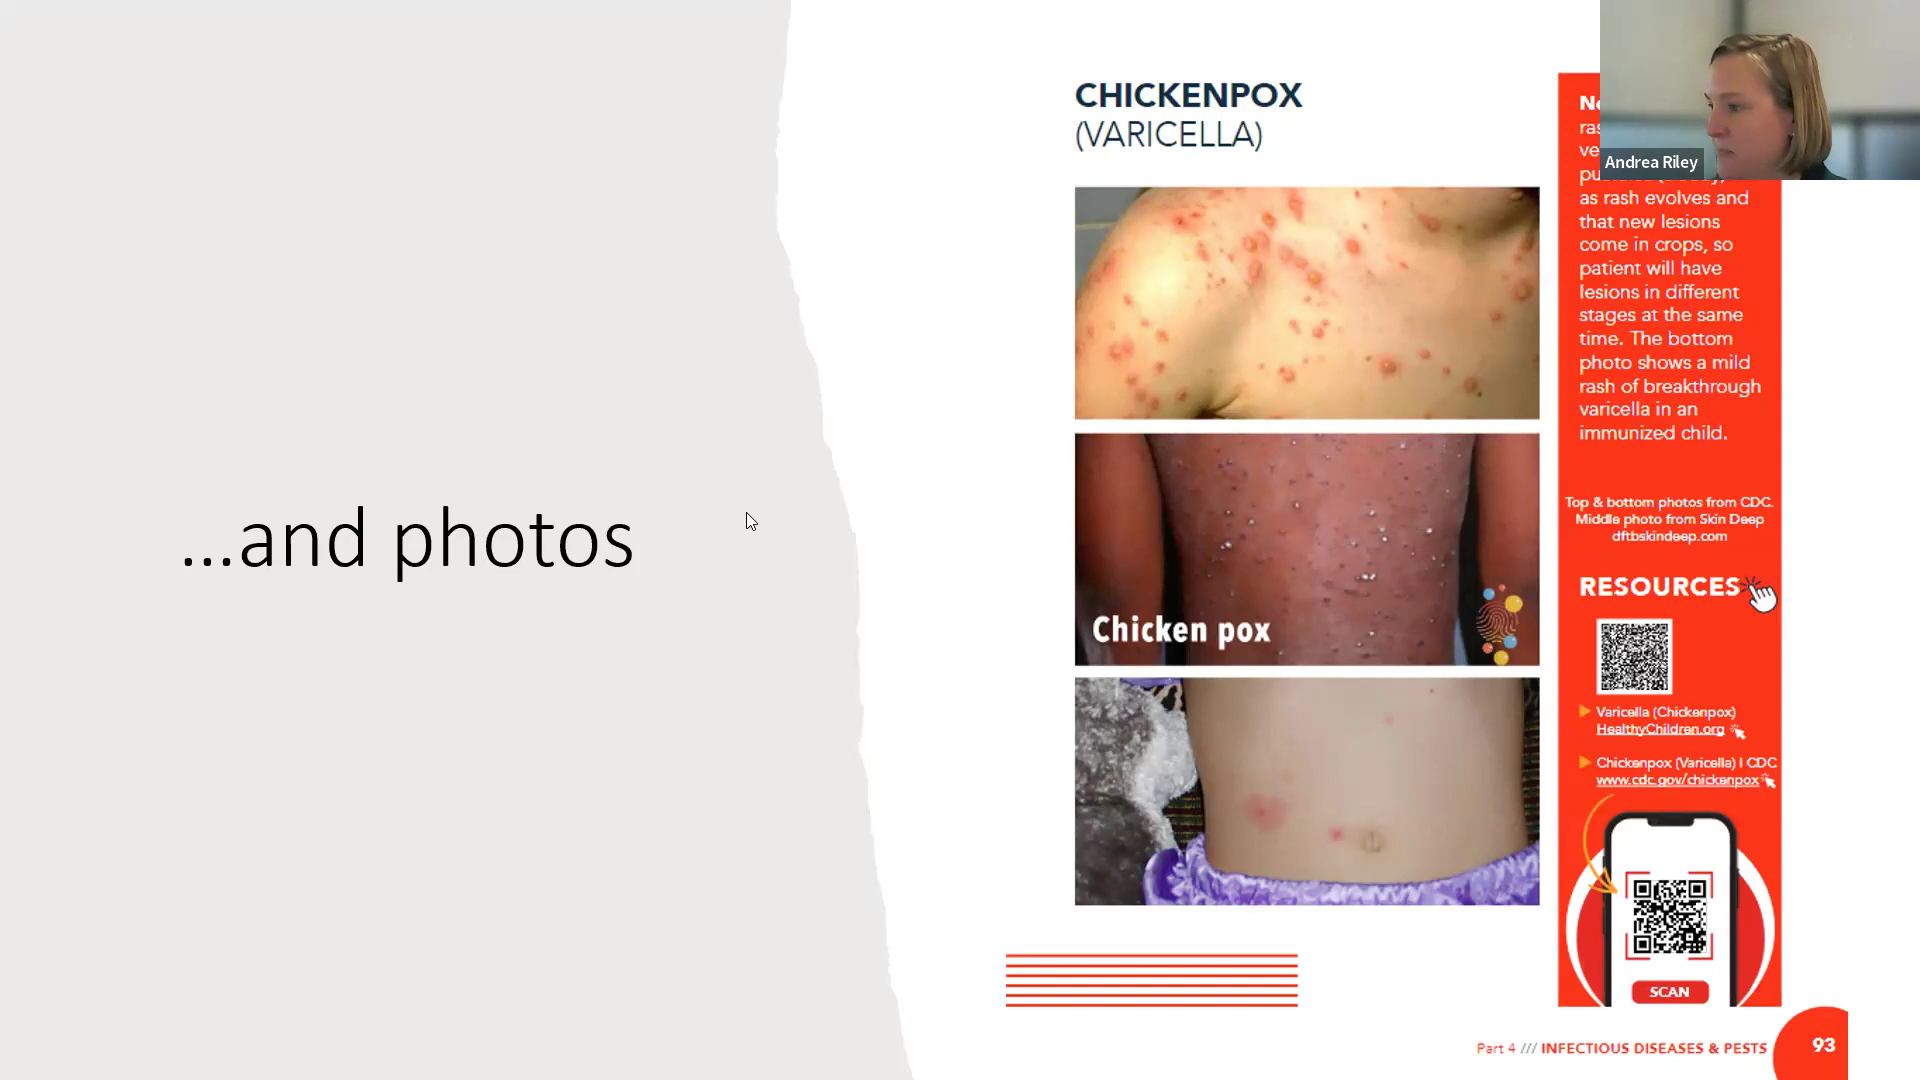 ...and photos
CHICKENPOX
(VARICELLA)
Chicken pox
as rash evolves and
that new lesions
come in crops, so
patient will have
lesions in different
stages at the same
time. The bottom
photo shows a mild
rash of breakthrough
varicella in an
immunized child.
Top & bottom photos from CDC.
Middle photo from Skin Deep
dftbskindeep.com
RESOURCES
Varicella (Chickenpox)
HealthyChildren.org
Chickenpox (Varicella) I CDC
www.cdc.gov/chickenpox
SCAN
Part 4 /// INFECTIOUS DISEASES & PESTS
93
Andrea Riley